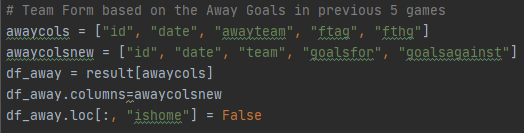 # Team Form based on the Away Goals in previous 5 games
awaycols = ["id", "date", "awayteam", "ftag", "fthg"]
awaycolsnew = ["id", "date", "team", "goalsfor", "goalsagainst"]
df_away = result[awaycols]
df_away.columns=awaycolsnew
df_away.loc[:, "ishome"] = False